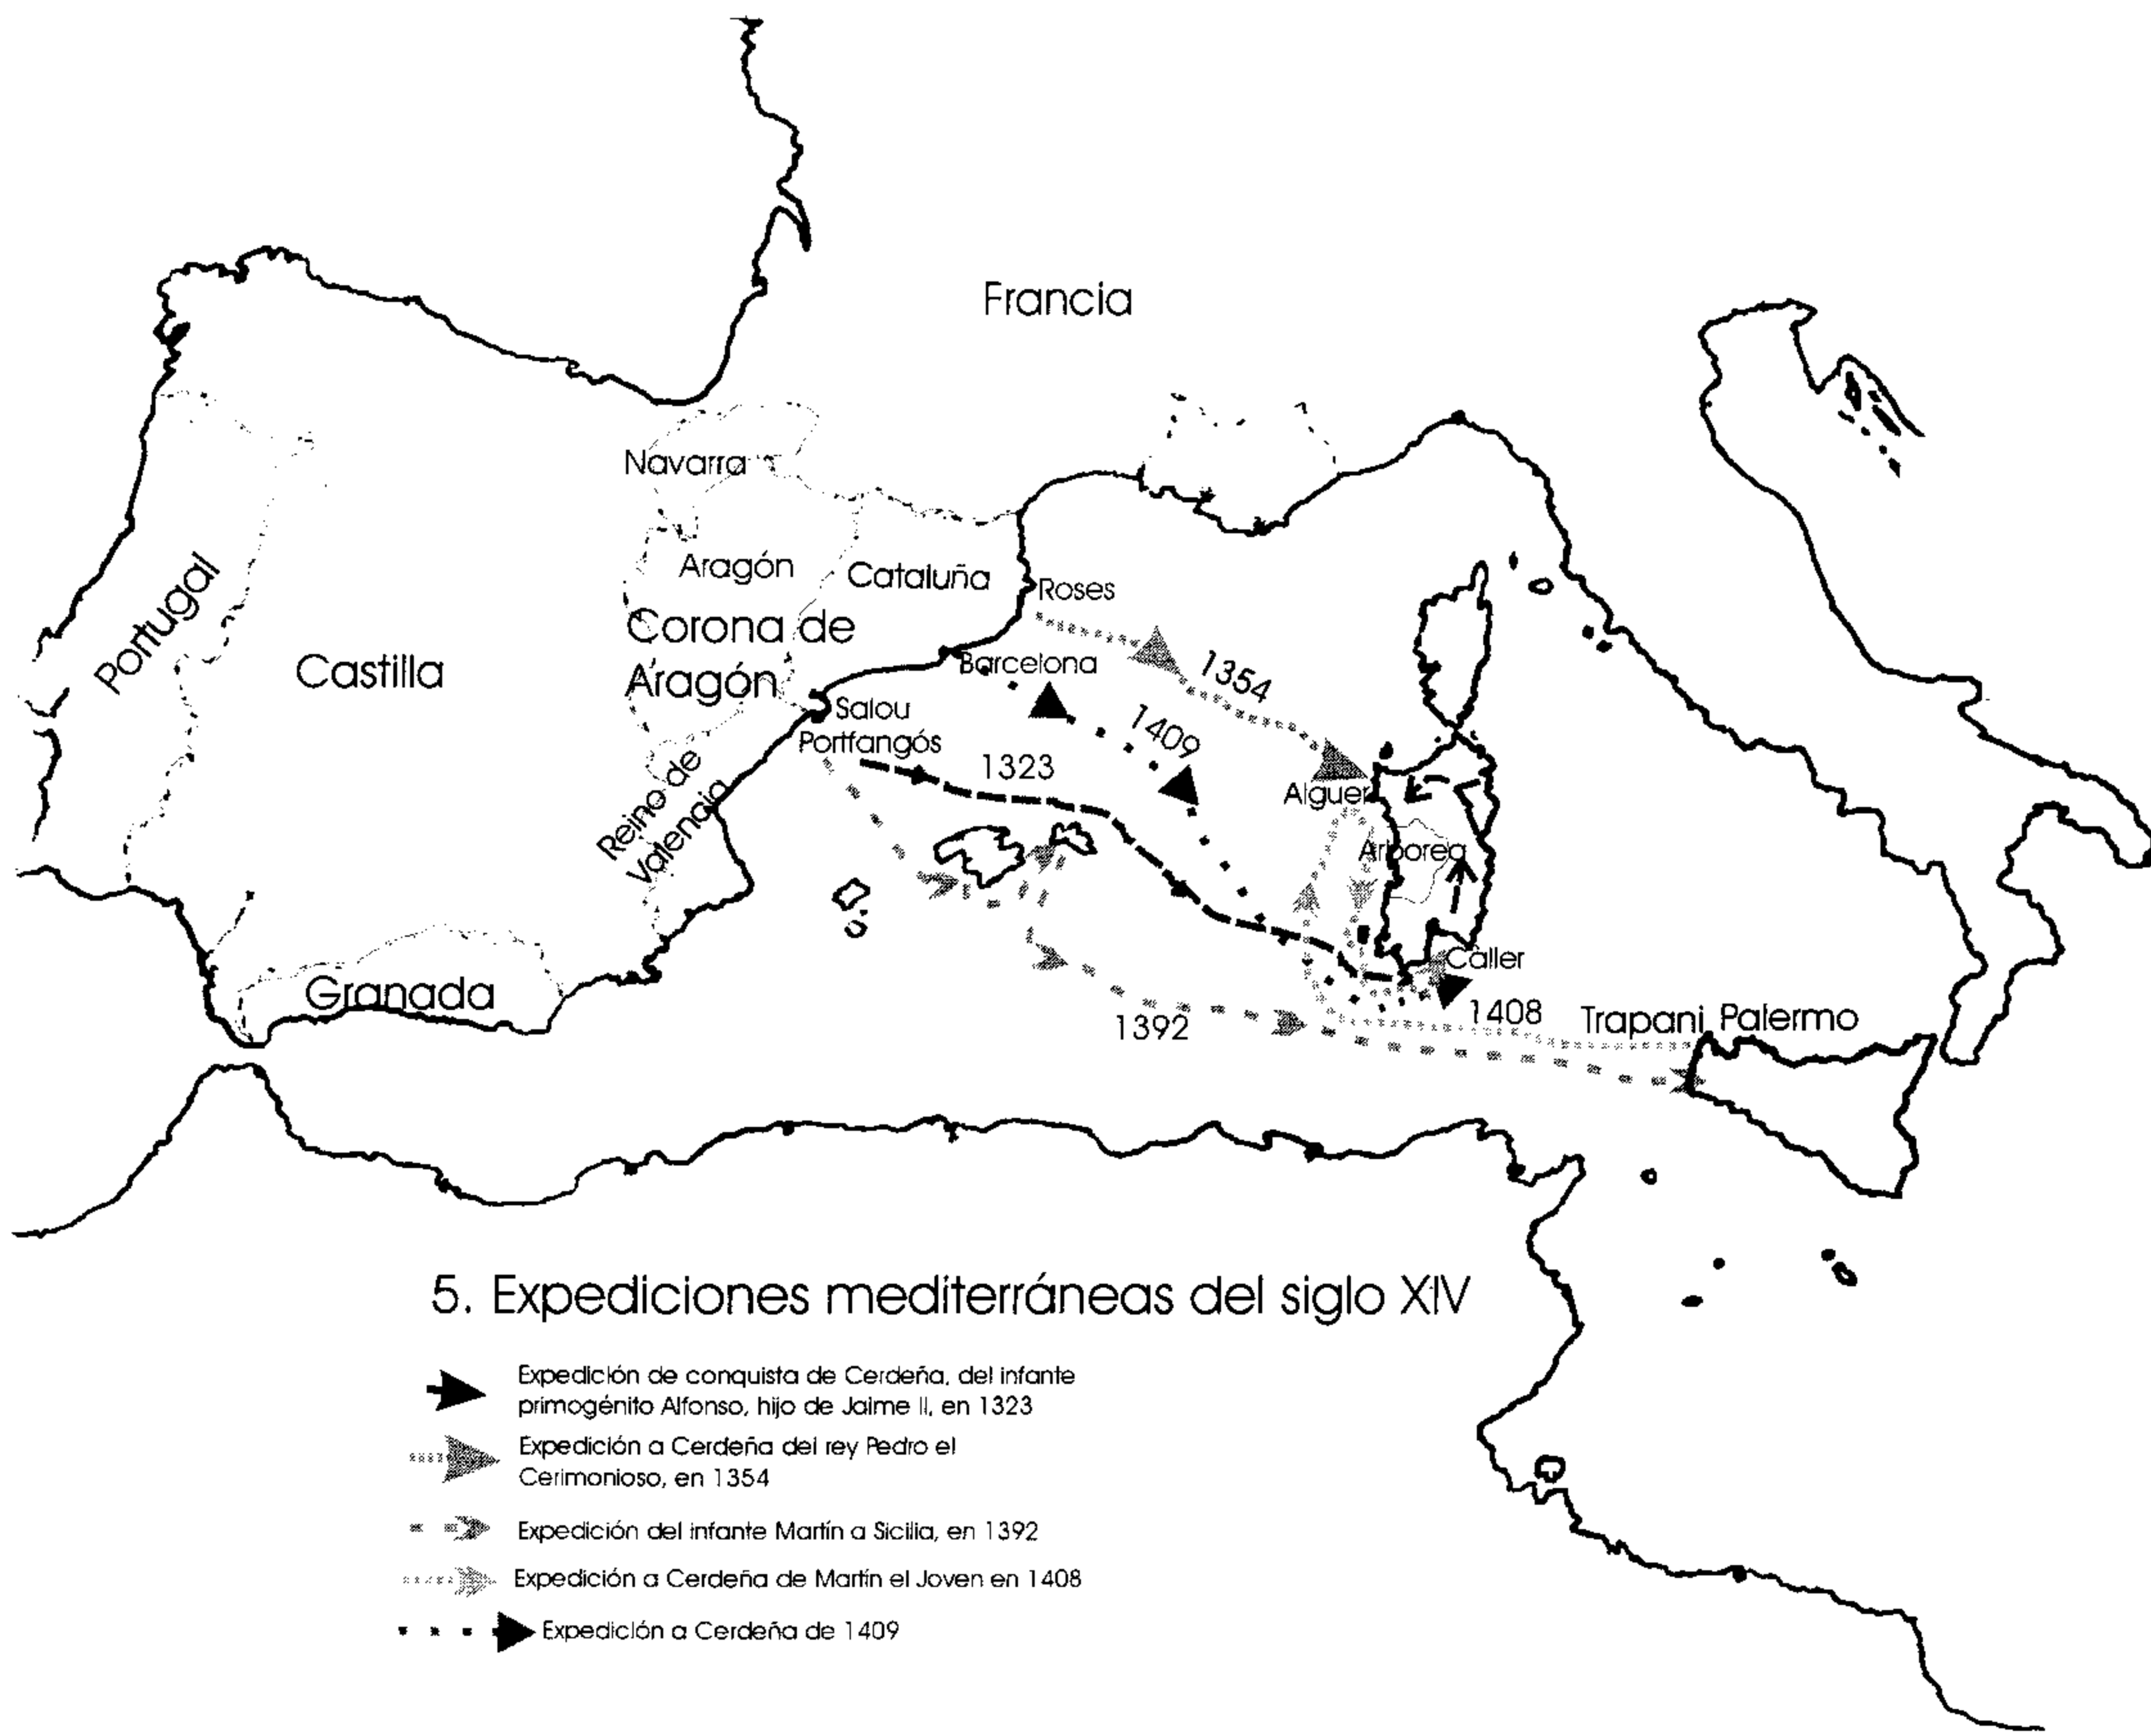 Francia
Navarra
Aragón
Cataluña
Roses
Portugal
Castilla
Corona de
Aragón
Barcelona
1354
Salou
Portfangós
1409
1323
Reino de
Valencia
Alguer
Arborea
Granada
Caller
1392
1408
Trapani
Palermo
5. Expediciones mediterráneas del siglo XIV
Expedición de conquista de Cerdeña, del infante
primogénito Alfonso, hijo de Jaime II, en 1323
Expedición a Cerdeña del rey Pedro el
Cerimonioso, en 1354
Expedición del infante Martín a Sicilia, en 1392
Expedición a Cerdeña de Martín el Joven en 1408
Expedición a Cerdeña de 1409